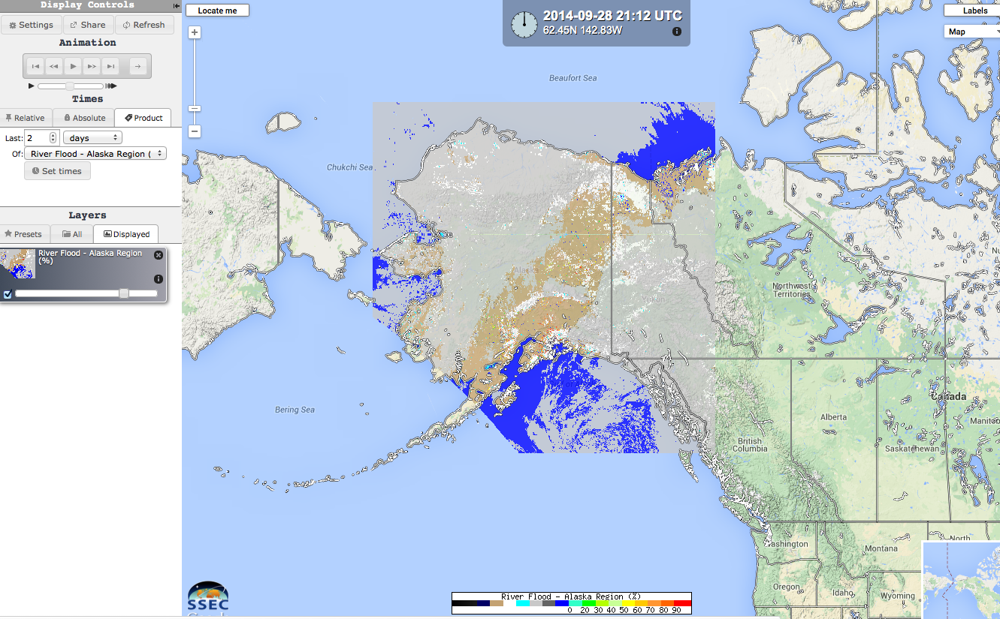 Display Controls
Settings
Share
Refresh
Animation
Times
Relative
Absolute
Product
Last: 2 days
Of: River Flood - Alaska Region (
Set times
Layers
Presets
All
Displayed
River Flood - Alaska Region
(%)
Locate me
2014-09-28 21:12 UTC
62.45N 142.83W
Labels
Map
Beaufort Sea
Chukchi Sea
Alaska
Nu
Northwest
Territories
Bering Sea
Canada
Alberta
Manitob
British
Columbia
Saskatchewan
Washington
Montana
North
Oregon
Idaho
Wyoming
SSEC
River Flood - Alaska Region (%)
0 20 30 40 50 60 70 80 90